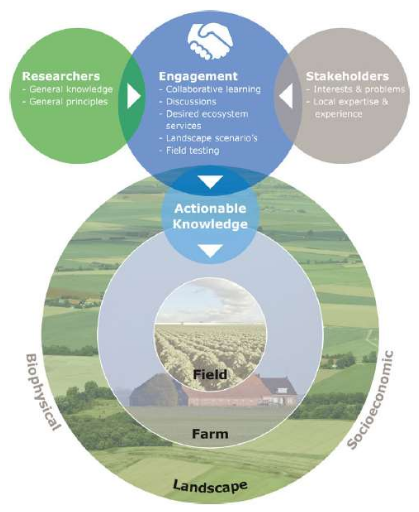 Researchers
- General knowledge
- General principles
Engagement
- Collaborative learning
- Discussions
- Desired ecosystem
services
- Landscape scenario's
- Field testing
Stakeholders
- Interests & problems
- Local expertise &
experience
Actionable
Knowledge
Field
Farm
Landscape
Biophysical
Socioeconomic